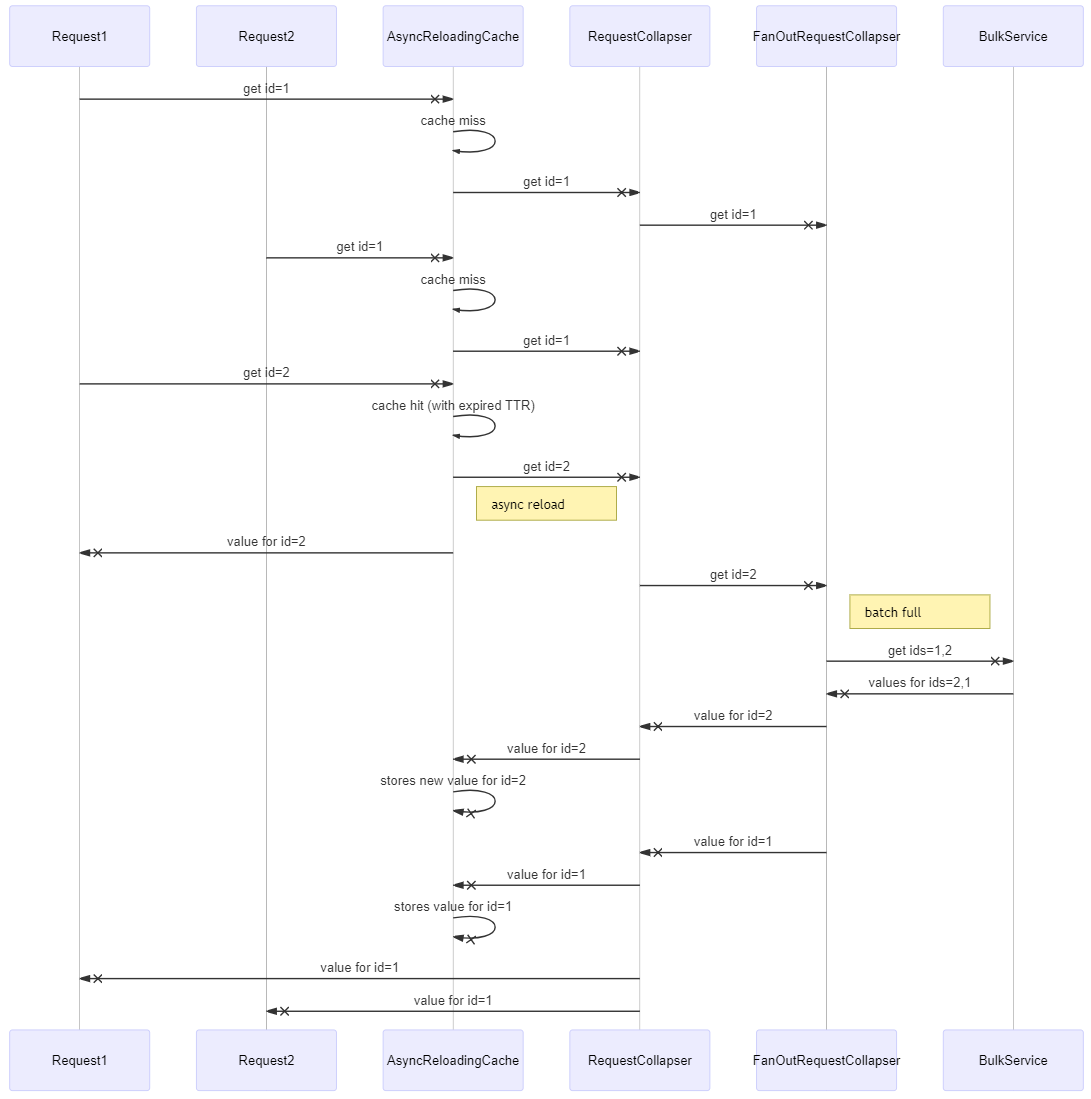 Request1
Request2
AsyncReloadingCache
RequestCollapser
FanOutRequestCollapser
BulkService
get id=1
cache miss
get id=1
get id=1
get id=1
cache miss
get id=1
get id=2
cache hit (with expired TTR)
get id=2
async reload
value for id=2
get id=2
batch full
get ids=1,2
values for ids=2,1
value for id=2
value for id=2
stores new value for id=2
value for id=1
value for id=1
stores value for id=1
value for id=1
value for id=1
Request1
Request2
AsyncReloadingCache
RequestCollapser
FanOutRequestCollapser
BulkService